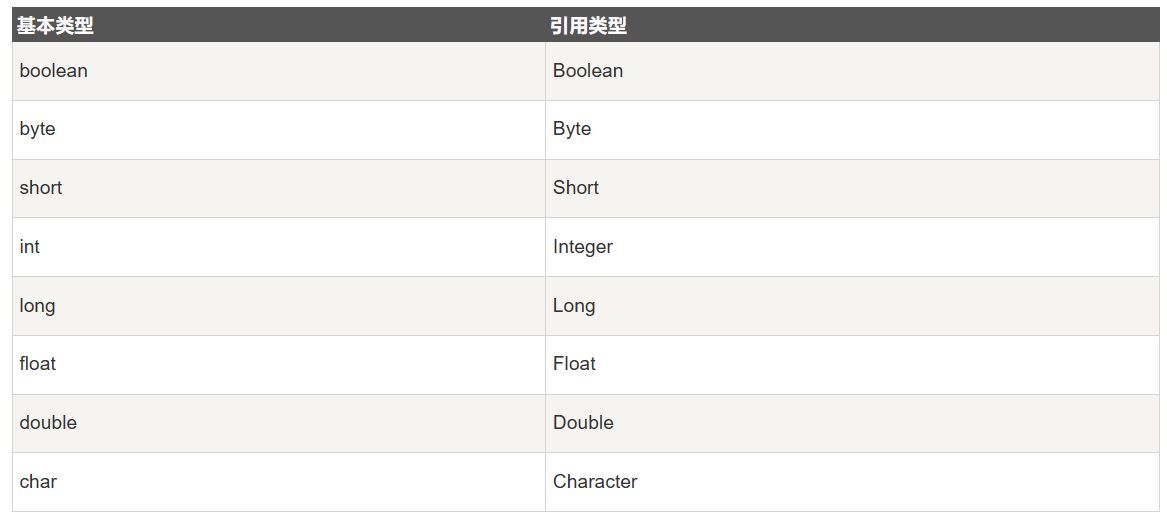 基本类型 引用类型
boolean Boolean
byte Byte
short Short
int Integer
long Long
float Float
double Double
char Character